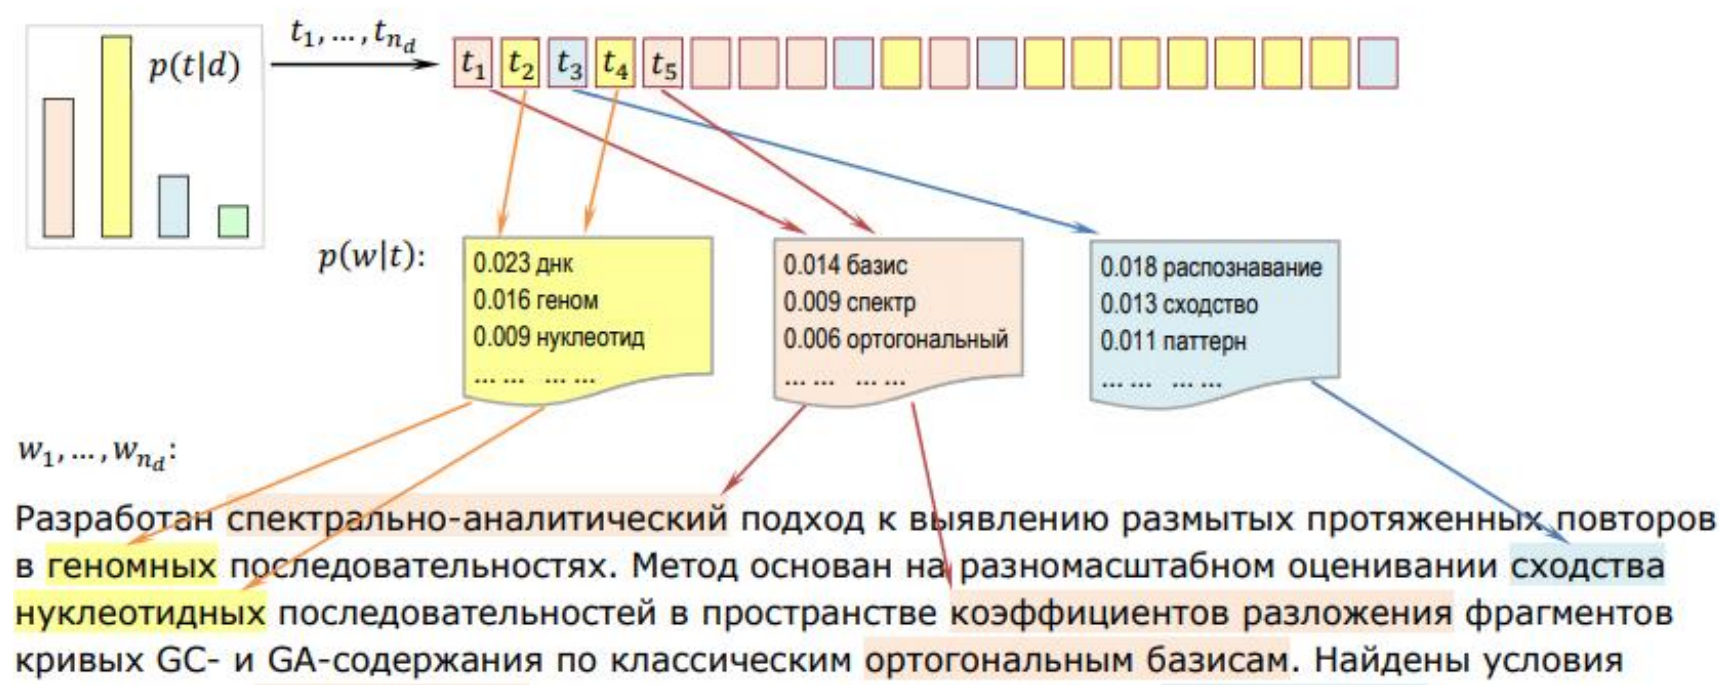 p(t|d)
t₁, …, t_{n_d}
t₁ t₂ t₃ t₄ t₅
p(w|t):
0.023 днк
0.016 геном
0.009 нуклеотид
... ... ... ...
0.014 базис
0.009 спектр
0.006 ортогональный
... ... ... ...
0.018 распознавание
0.013 сходство
0.011 паттерн
... ... ... ...
w₁, …, w_{n_d}:
Разработан спектрально-аналитический подход к выявлению размытых протяженных повторов
в геномных последовательностях. Метод основан на разномасштабном оценивании сходства
нуклеотидных последовательностей в пространстве коэффициентов разложения фрагментов
кривых GC- и GA-содержания по классическим ортогональным базисам. Найдены условия